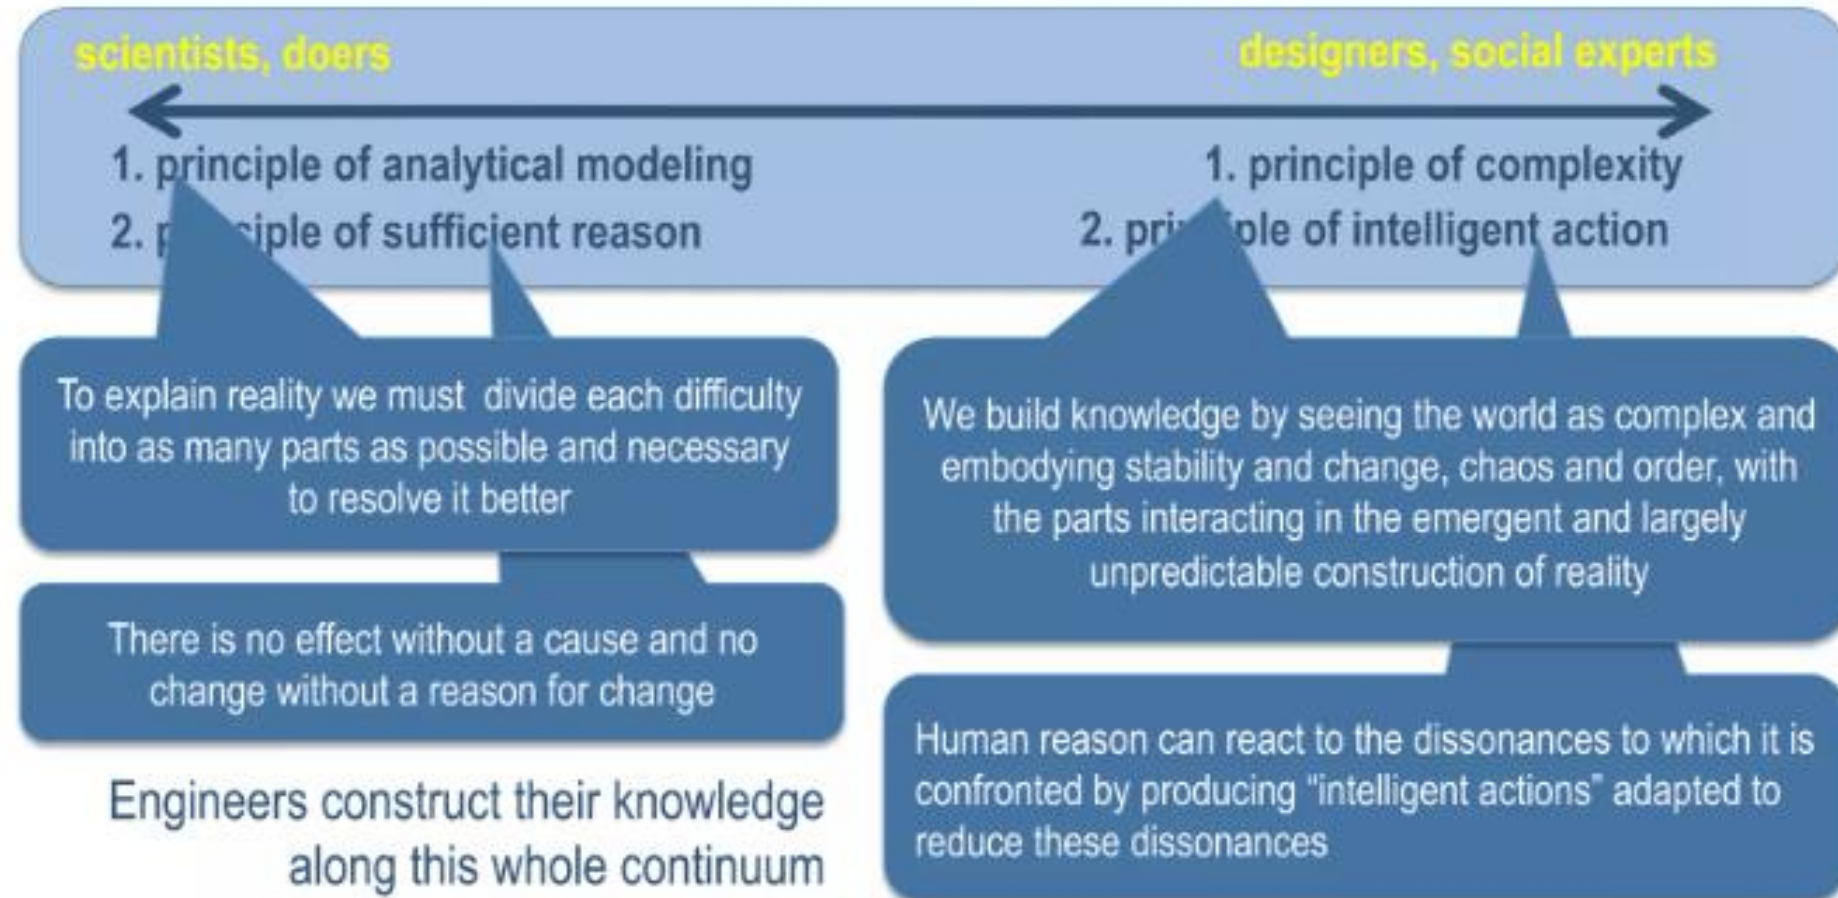 scientists, doers
designers, social experts
1. principle of analytical modeling
2. principle of sufficient reason
1. principle of complexity
2. principle of intelligent action
To explain reality we must divide each difficulty
into as many parts as possible and necessary
to resolve it better
There is no effect without a cause and no
change without a reason for change
Engineers construct their knowledge
along this whole continuum
We build knowledge by seeing the world as complex and
embodying stability and change, chaos and order, with
the parts interacting in the emergent and largely
unpredictable construction of reality
Human reason can react to the dissonances to which it is
confronted by producing “intelligent actions” adapted to
reduce these dissonances